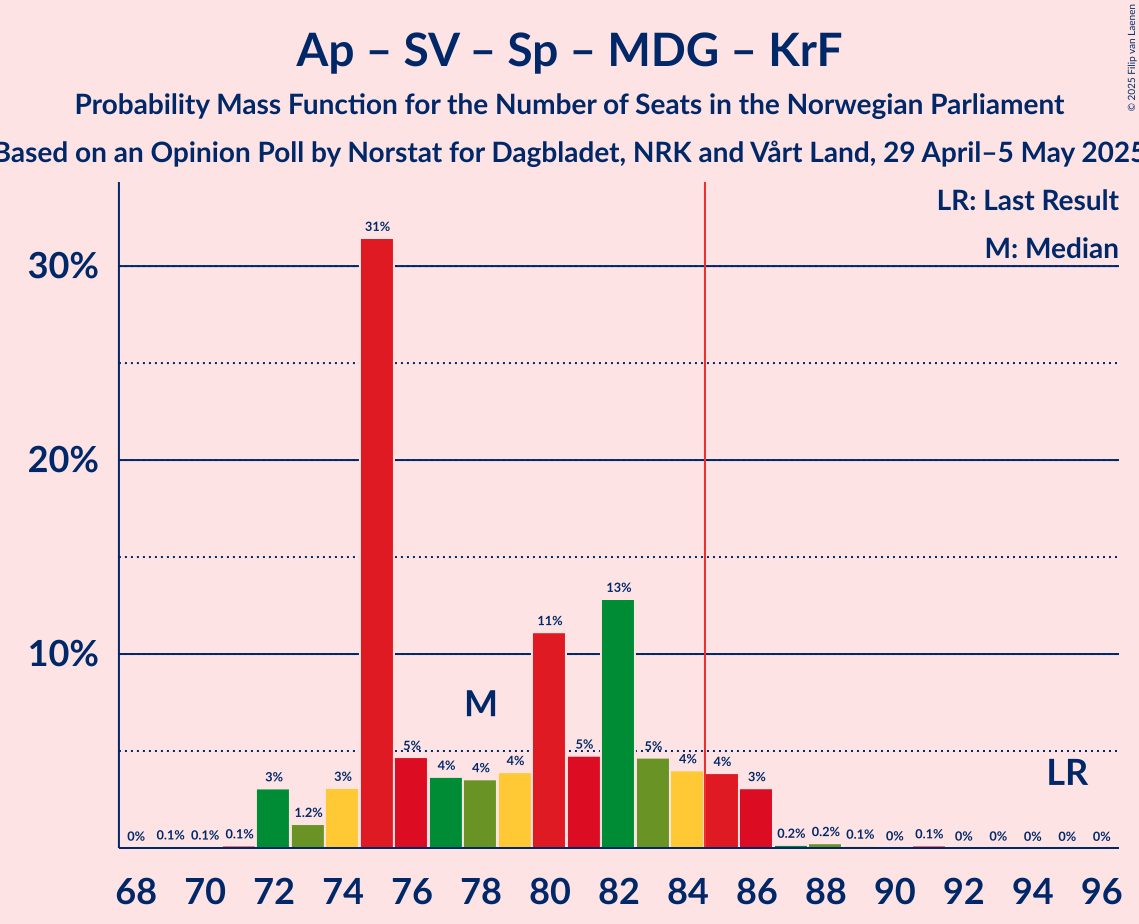 Ap – SV – Sp – MDG – KrF
Probability Mass Function for the Number of Seats in the Norwegian Parliament
Based on an Opinion Poll by Norstat for Dagbladet, NRK and Vårt Land, 29 April–5 May 2025
© 2025 Filip van Laenen
LR: Last Result
M: Median
30%
20%
10%
0% 0.1% 0.1% 0.1% 3% 1.2% 3% 31% 5% 4% 4% 4% 11% 5% 13% 5% 4% 4% 3% 0.2% 0.2% 0.1% 0% 0.1% 0% 0% 0% 0% 0%
M
LR
68 70 72 74 76 78 80 82 84 86 88 90 92 94 96